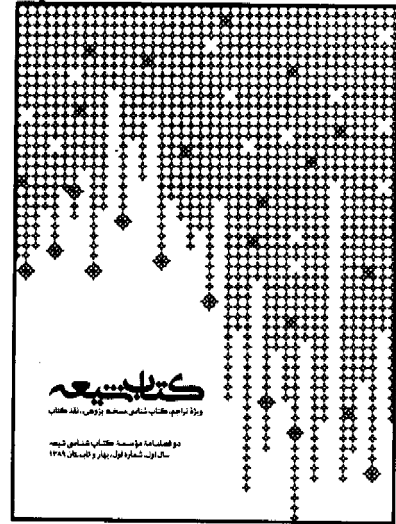 کتاب شیعه
ویژهٔ تراجم، کتاب‌شناسی، نسخه‌پژوهی، نقد کتاب
دوفصلنامهٔ مؤسسهٔ کتاب‌شناسی شیعه
سال اول، شمارهٔ اول، بهار و تابستان ۱۳۸۹